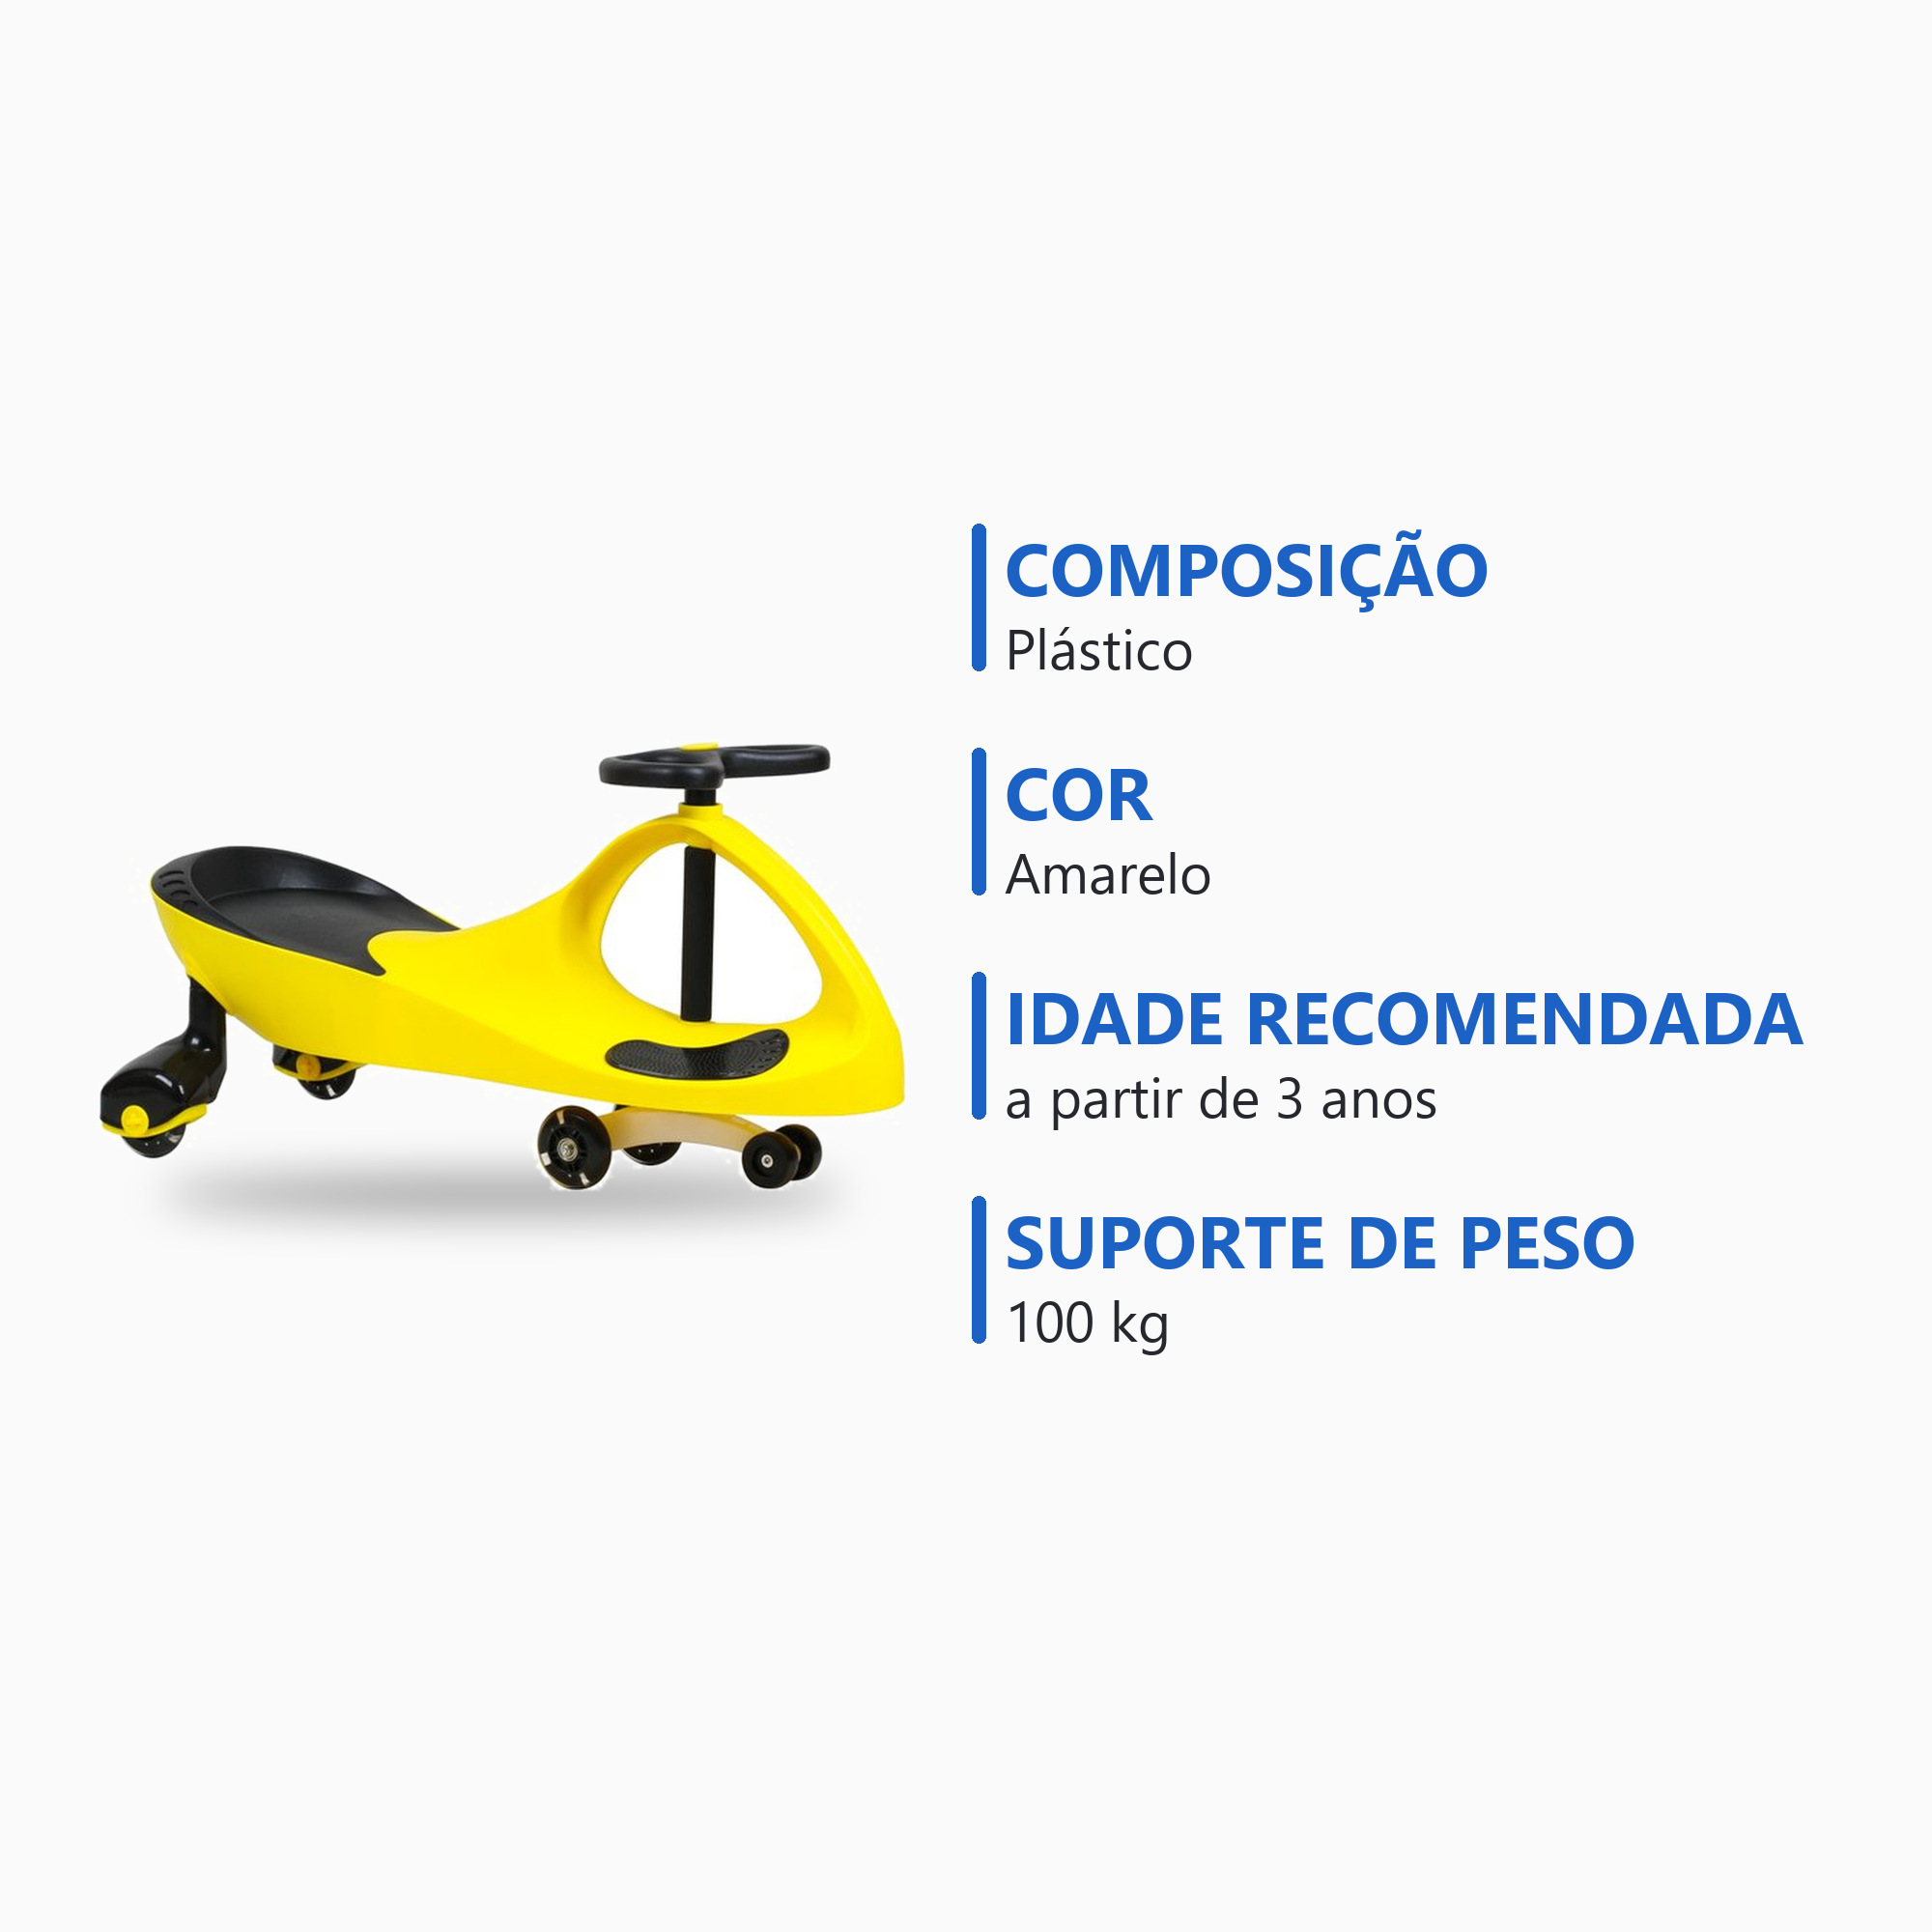 COMPOSIÇÃO
Plástico
COR
Amarelo
IDADE RECOMENDADA
a partir de 3 anos
SUPORTE DE PESO
100 kg